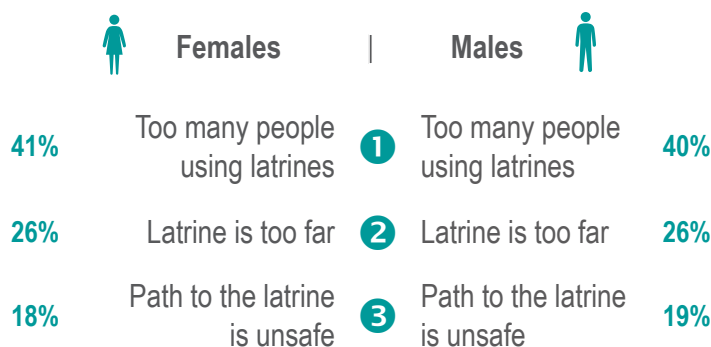 Females | Males
41% Too many people using latrines 1 Too many people using latrines 40%
26% Latrine is too far 2 Latrine is too far 26%
18% Path to the latrine is unsafe 3 Path to the latrine is unsafe 19%